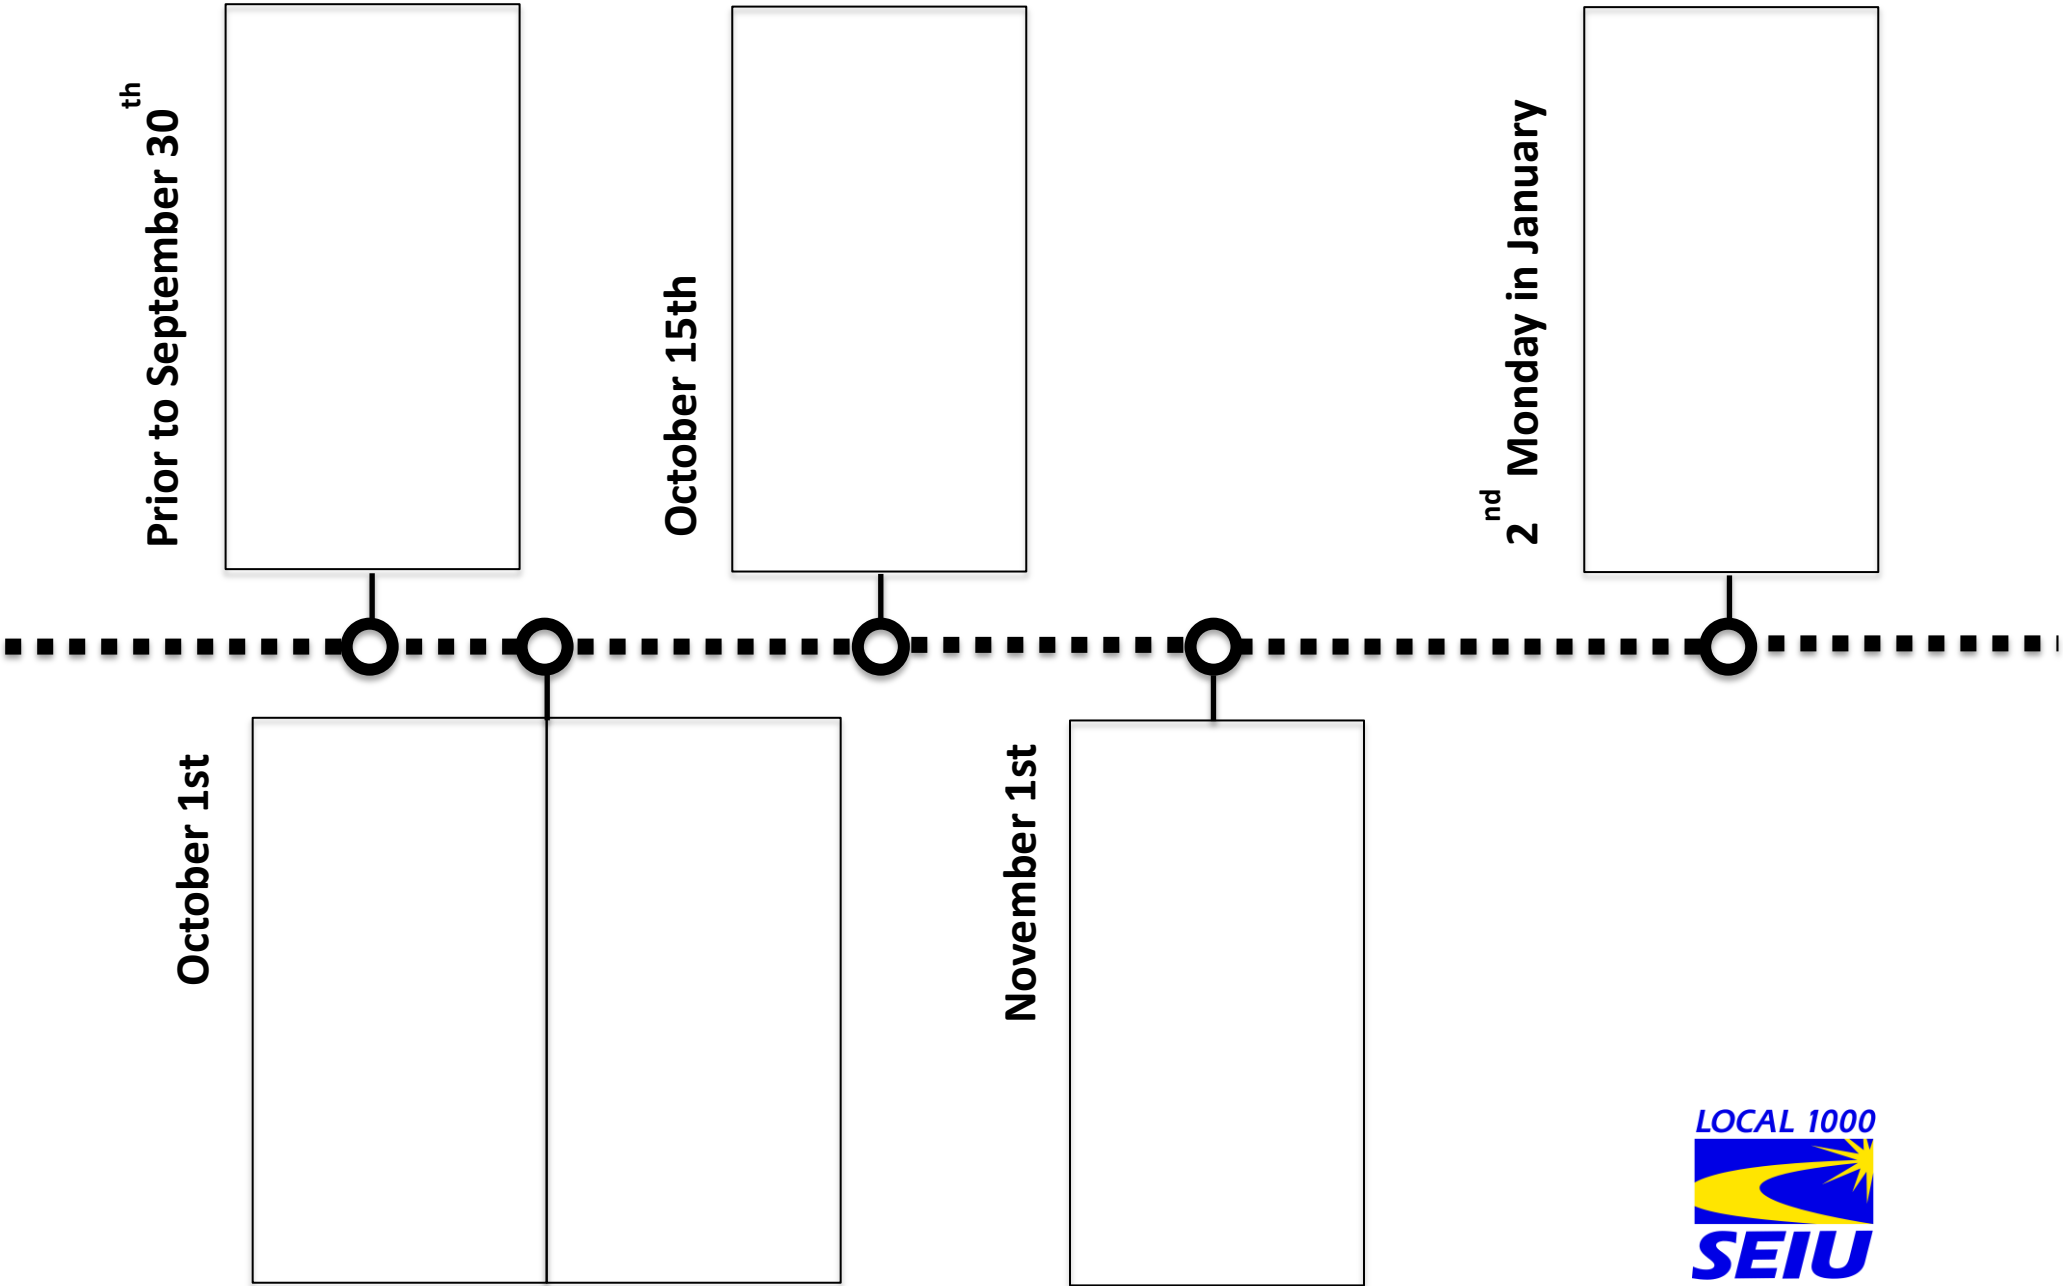 Prior to September 30th
October 15th
2nd Monday in January
October 1st
November 1st
LOCAL 1000
SEIU